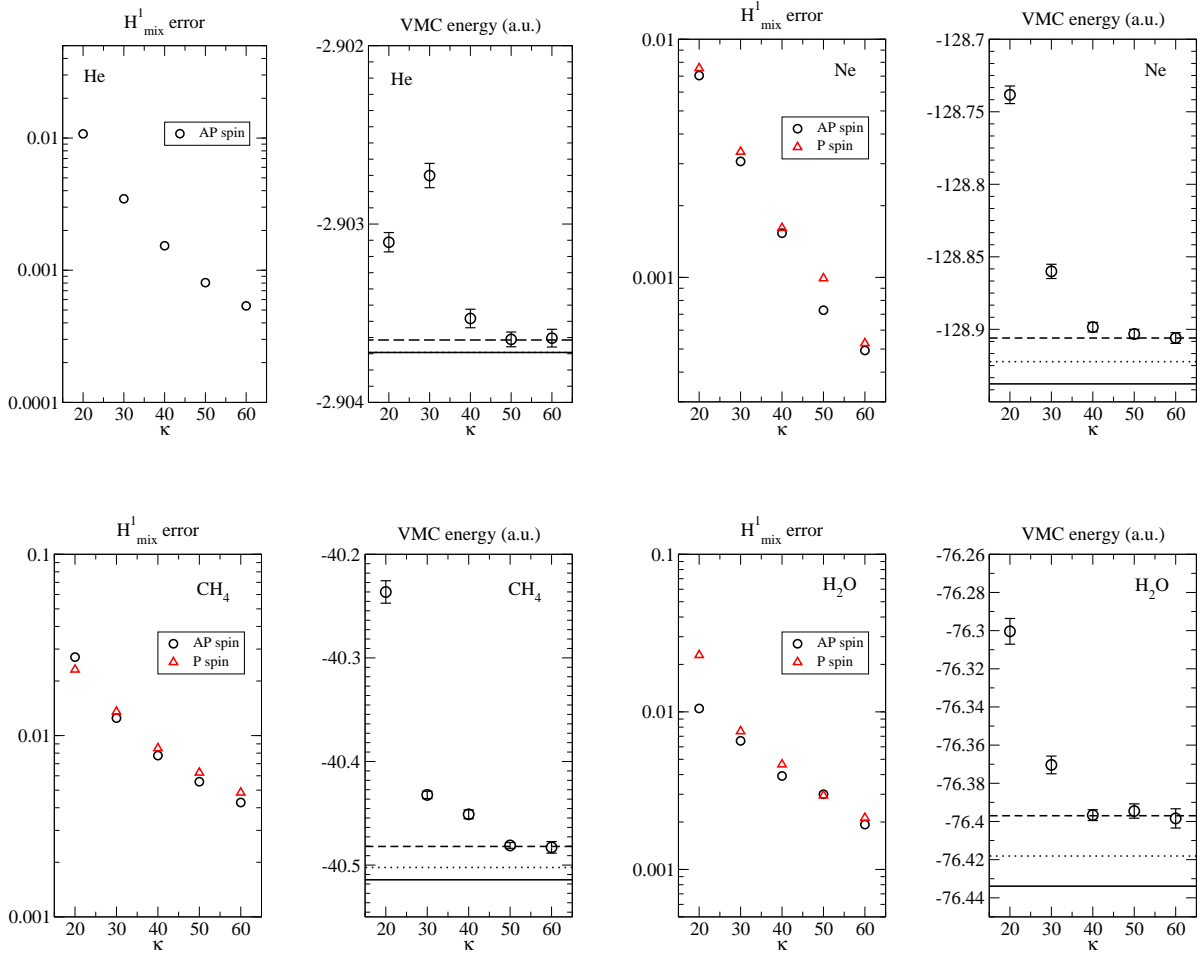 H¹mix error
He
AP spin
0.01
0.001
0.0001
20 30 40 50 60
κ
VMC energy (a.u.)
He
-2.902
-2.903
-2.904
20 30 40 50 60
κ
H¹mix error
Ne
AP spin
P spin
0.01
0.001
20 30 40 50 60
κ
VMC energy (a.u.)
Ne
-128.7
-128.75
-128.8
-128.85
-128.9
20 30 40 50 60
κ
H¹mix error
CH₄
AP spin
P spin
0.1
0.01
0.001
20 30 40 50 60
κ
VMC energy (a.u.)
CH₄
-40.2
-40.3
-40.4
-40.5
20 30 40 50 60
κ
H¹mix error
H₂O
AP spin
P spin
0.1
0.01
0.001
20 30 40 50 60
κ
VMC energy (a.u.)
H₂O
-76.26
-76.28
-76.3
-76.32
-76.34
-76.36
-76.38
-76.4
-76.42
-76.44
20 30 40 50 60
κ